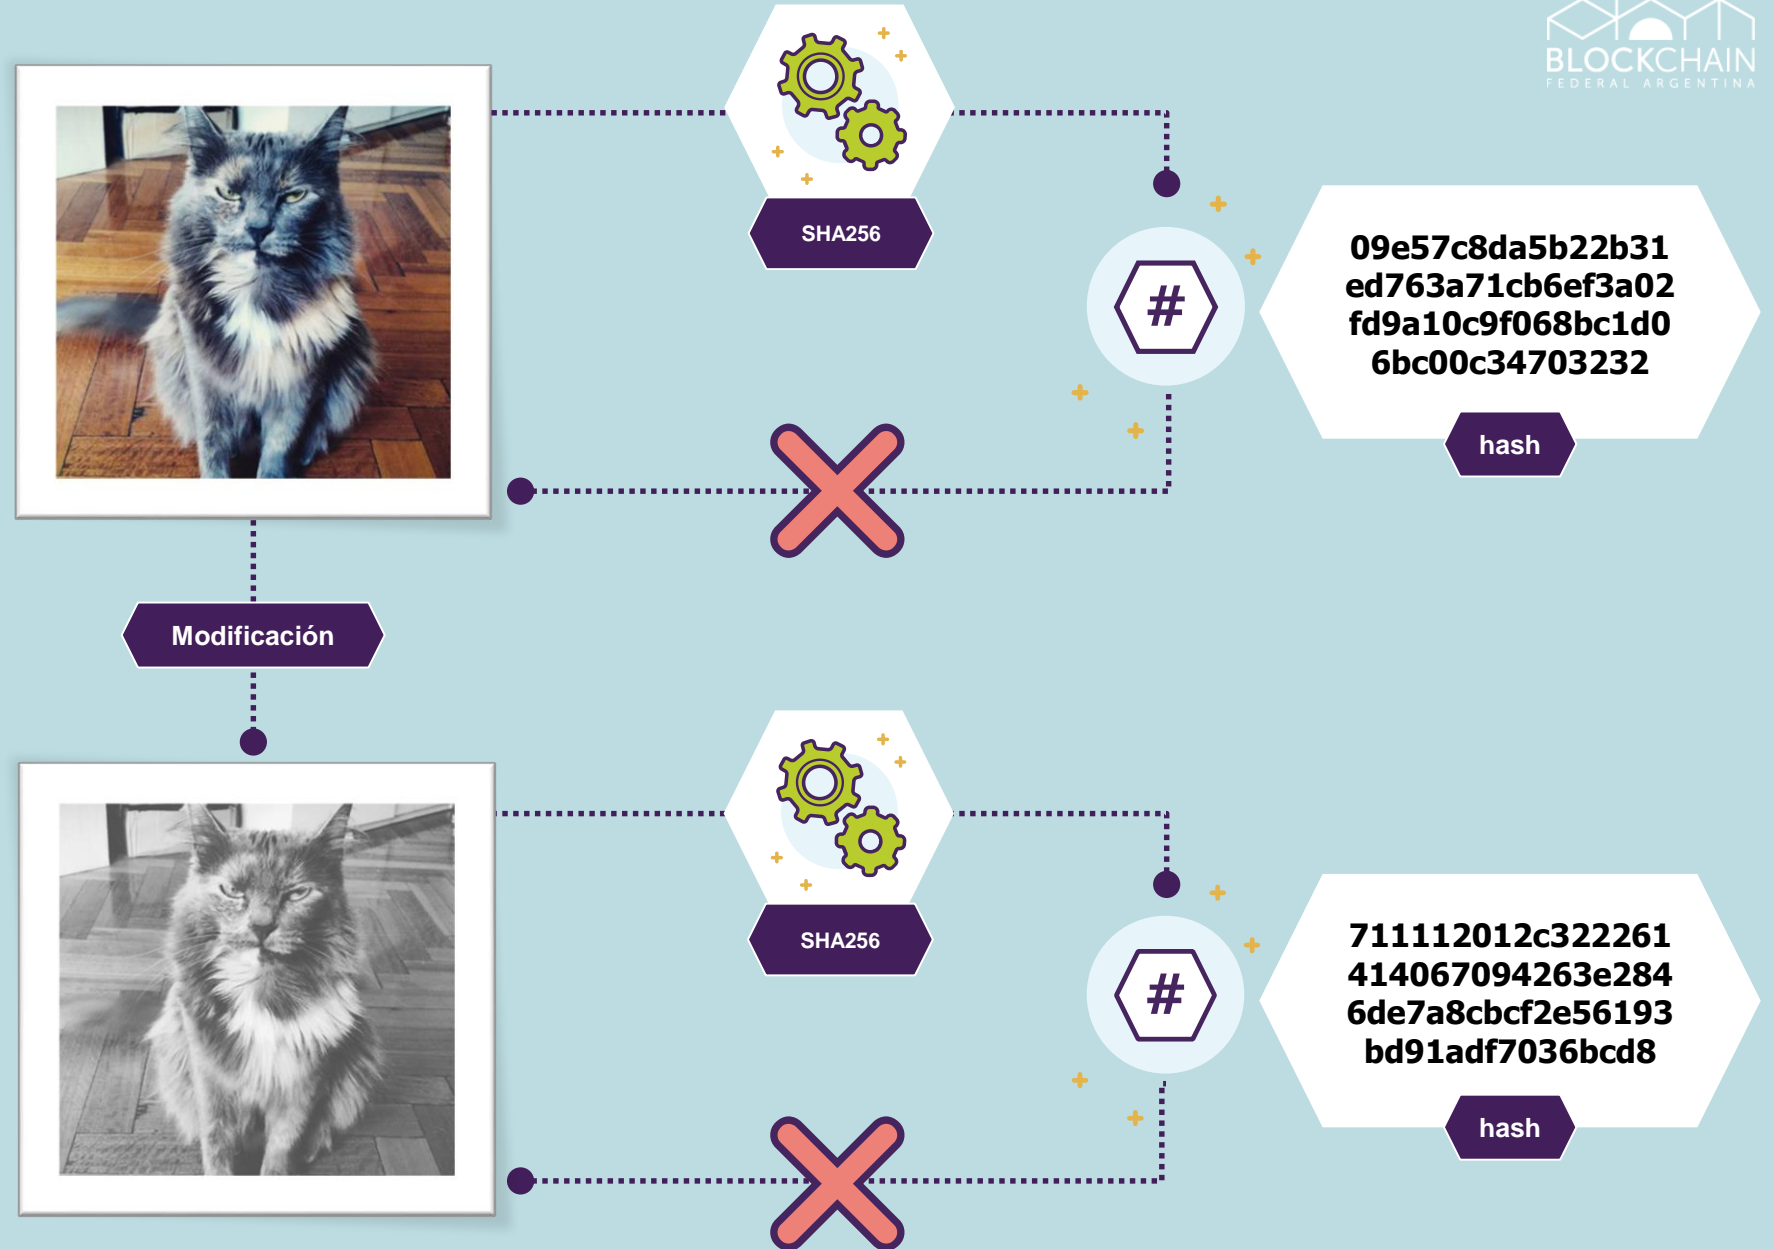 BLOCKCHAIN
FEDERAL ARGENTINA
SHA256
#
09e57c8da5b22b31
ed763a71cb6ef3a02
fd9a10c9f068bc1d0
6bc00c34703232
hash
Modificación
SHA256
#
711112012c322261
414067094263e284
6de7a8cbcf2e56193
bd91adf7036bcd8
hash